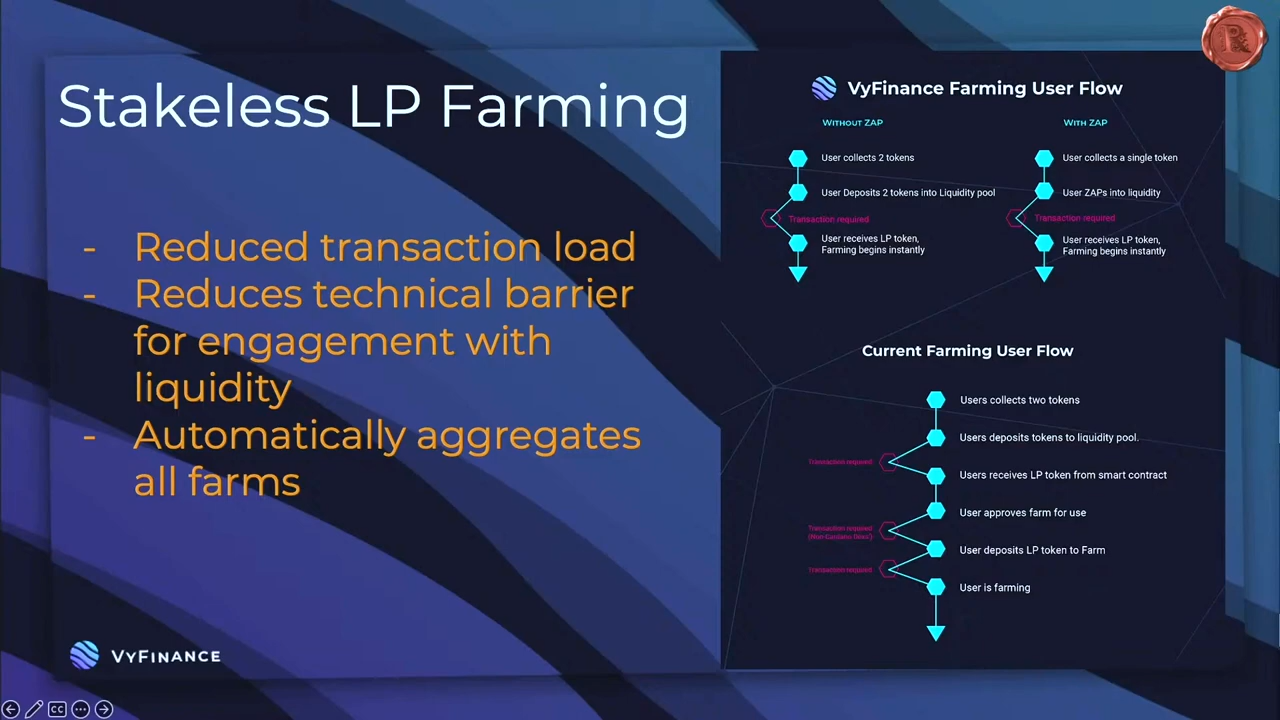 Stakeless LP Farming
- Reduced transaction load
- Reduces technical barrier
for engagement with
liquidity
- Automatically aggregates
all farms
VYFINANCE
VyFinance Farming User Flow
WITHOUT ZAP
User collects 2 tokens
User Deposits 2 tokens into Liquidity pool
Transaction required
User receives LP token,
Farming begins instantly
WITH ZAP
User collects a single token
User ZAPs into liquidity
Transaction required
User receives LP token,
Farming begins instantly
Current Farming User Flow
Users collects two tokens
Users deposits tokens to liquidity pool.
Transaction required
Users receives LP token from smart contract
User approves farm for use
Transaction required
(Non-Cardano Dexs)
User deposits LP token to Farm
Transaction required
User is farming
CC